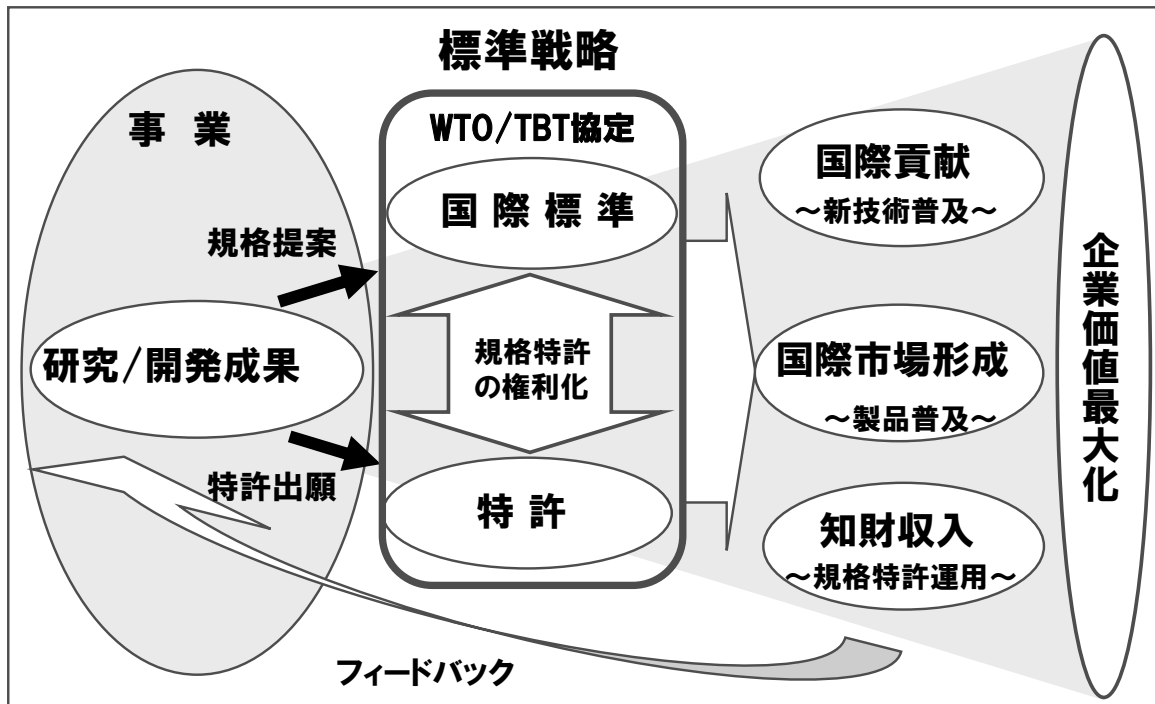 標準戦略
事 業
WTO/TBT協定
国 際 標 準
規格提案
研究/開発成果
規格特許
の権利化
特許出願
特 許
国際貢献
～新技術普及～
国際市場形成
～製品普及～
知財収入
～規格特許運用～
企業価値最大化
フィードバック